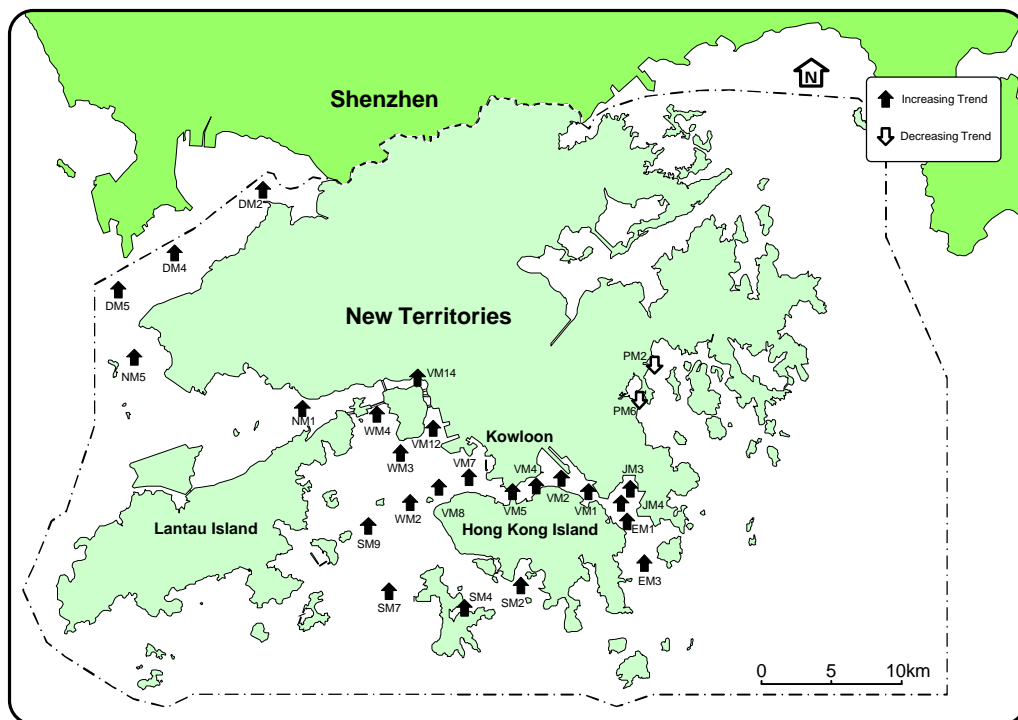 N
Shenzhen
Increasing Trend
Decreasing Trend
DM2
DM4
DM5
New Territories
NM5
PM2
VM14
PM6
NM1
WM4
VM12
Kowloon
WM3
VM7
VM4
JM3
VM2
VM5
VM1
JM4
WM2
VM8
Lantau Island
Hong Kong Island
EM1
SM9
EM3
SM7
SM4
SM2
0 5 10km